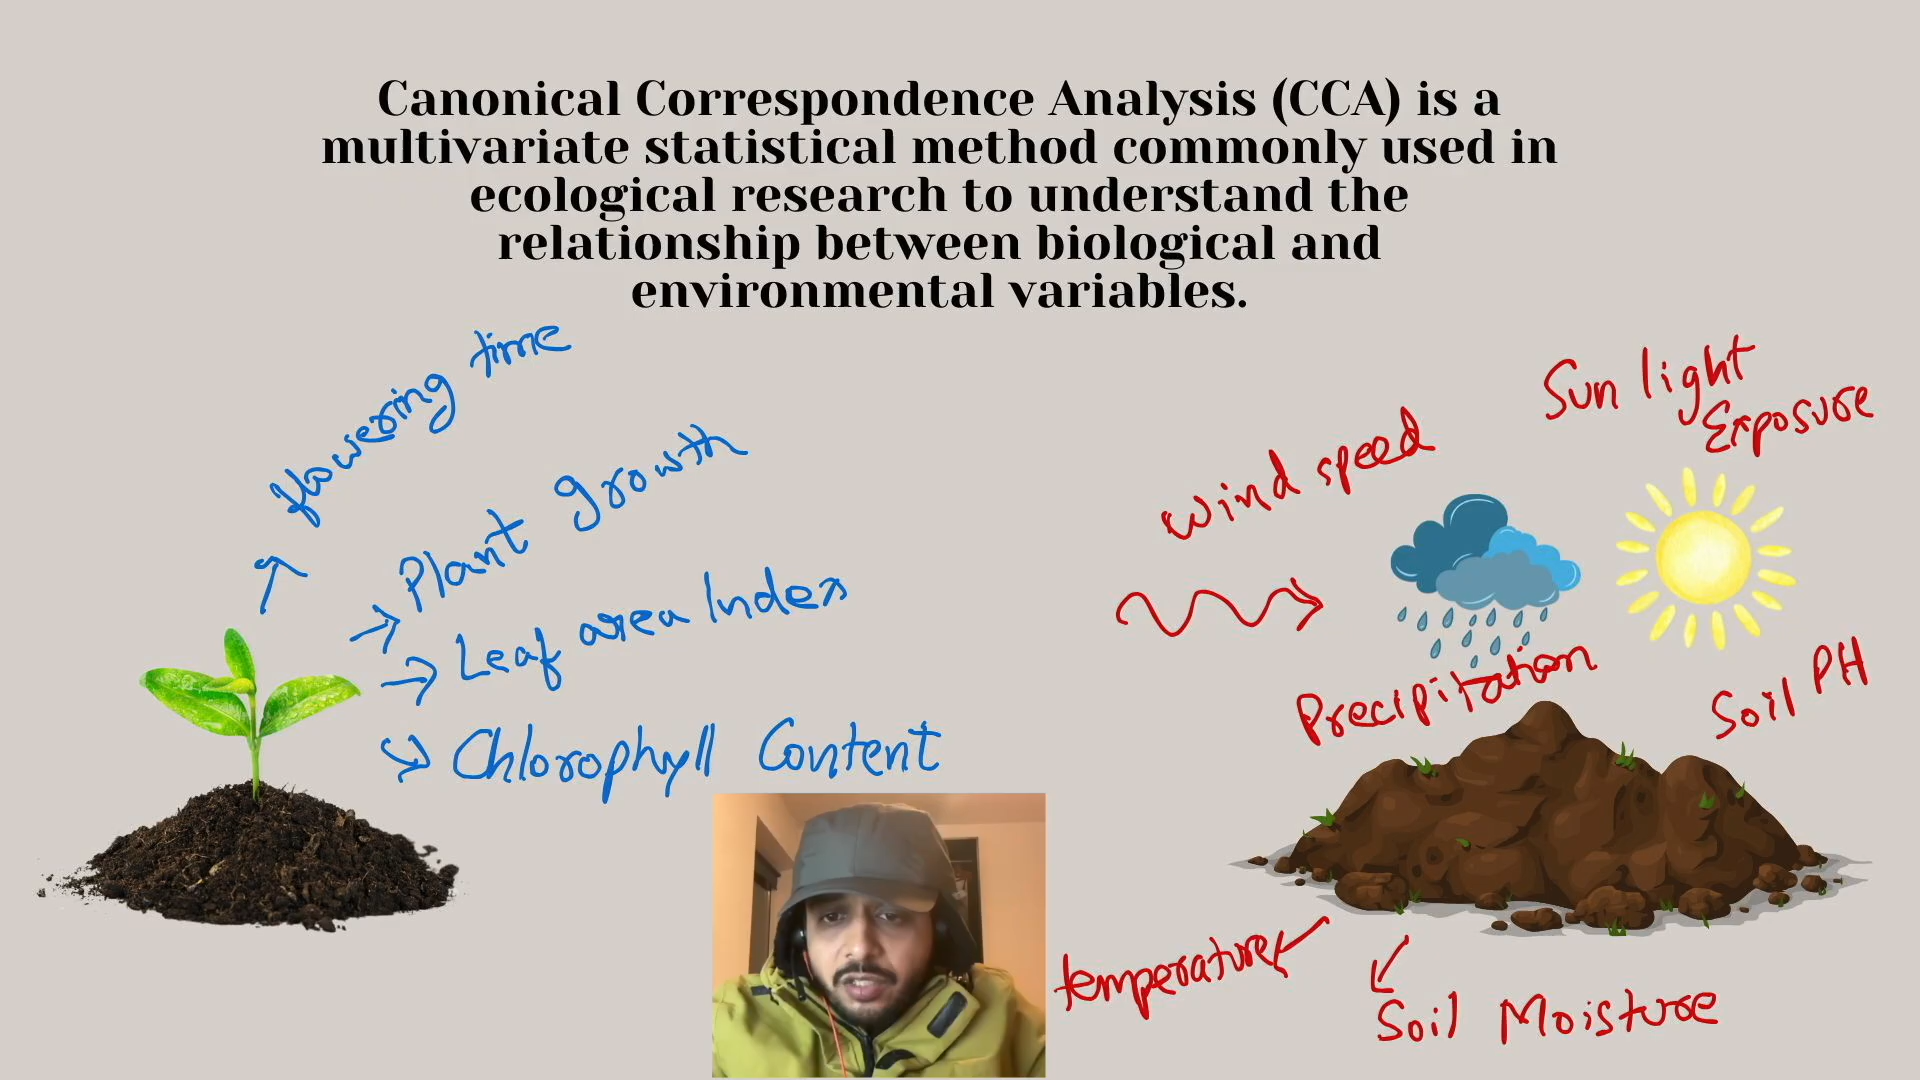 Canonical Correspondence Analysis (CCA) is a
multivariate statistical method commonly used in
ecological research to understand the
relationship between biological and
environmental variables.
flowering time
Plant Growth
Leaf area Index
Chlorophyll Content
Wind speed
Sun light
Exposure
Precipitation
Soil PH
temperature
Soil Moisture